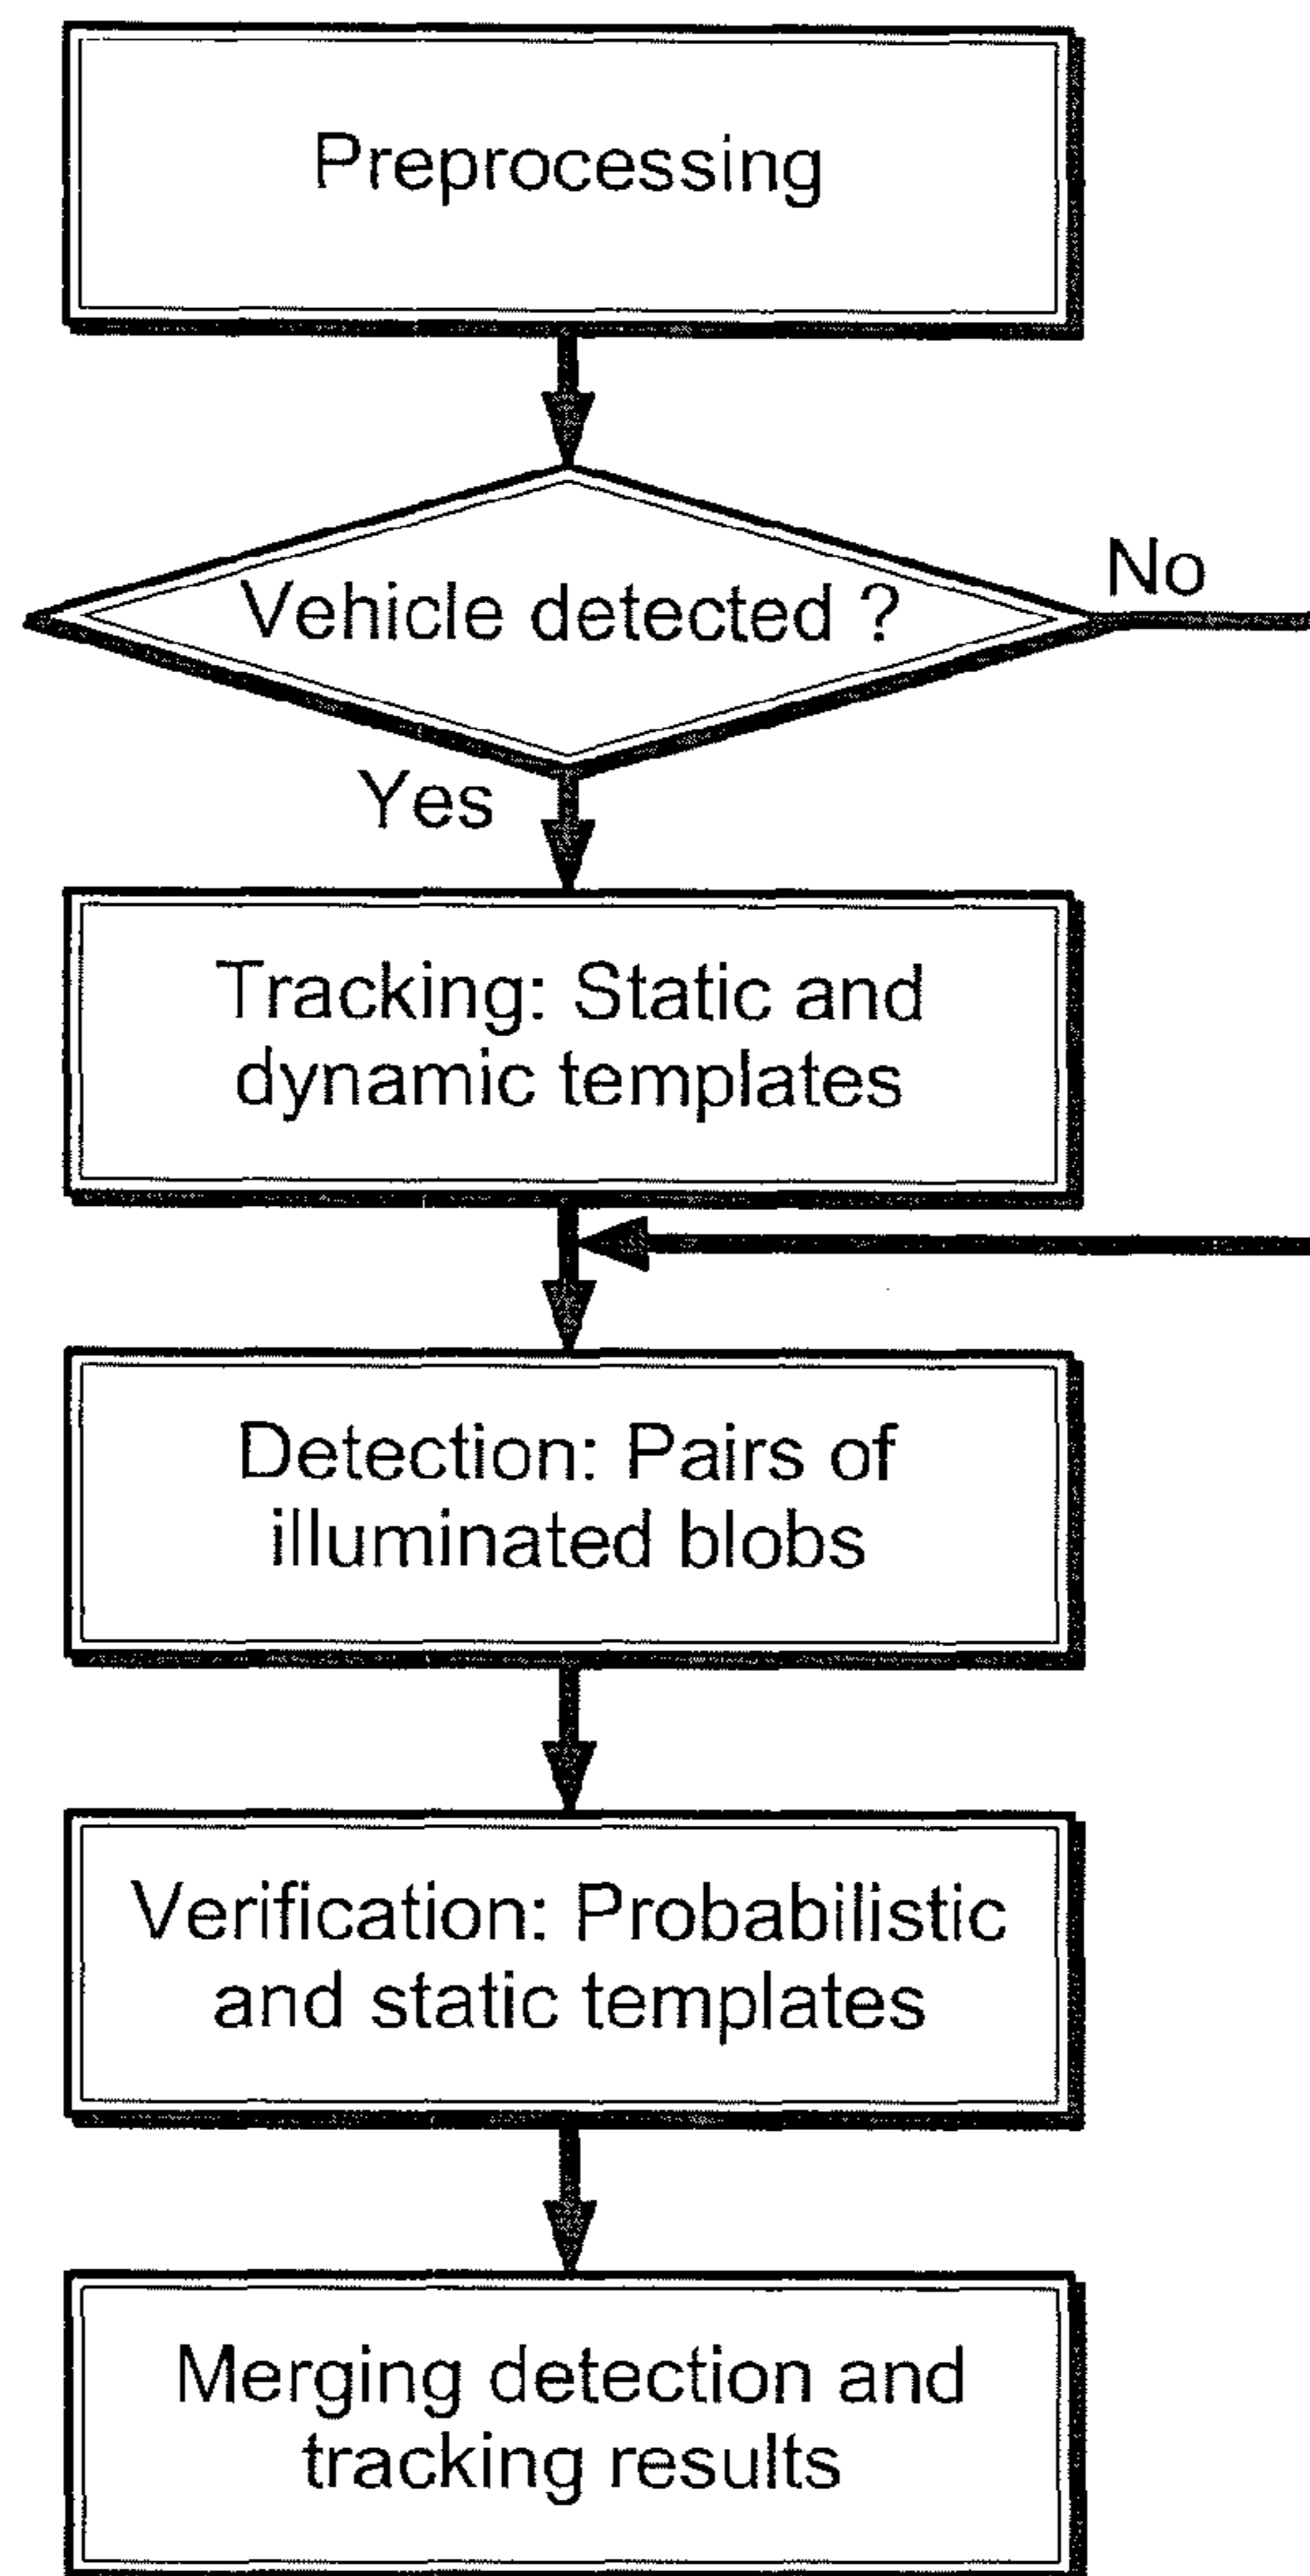 Preprocessing
Vehicle detected ?
No
Yes
Tracking: Static and
dynamic templates
Detection: Pairs of
illuminated blobs
Verification: Probabilistic
and static templates
Merging detection and
tracking results